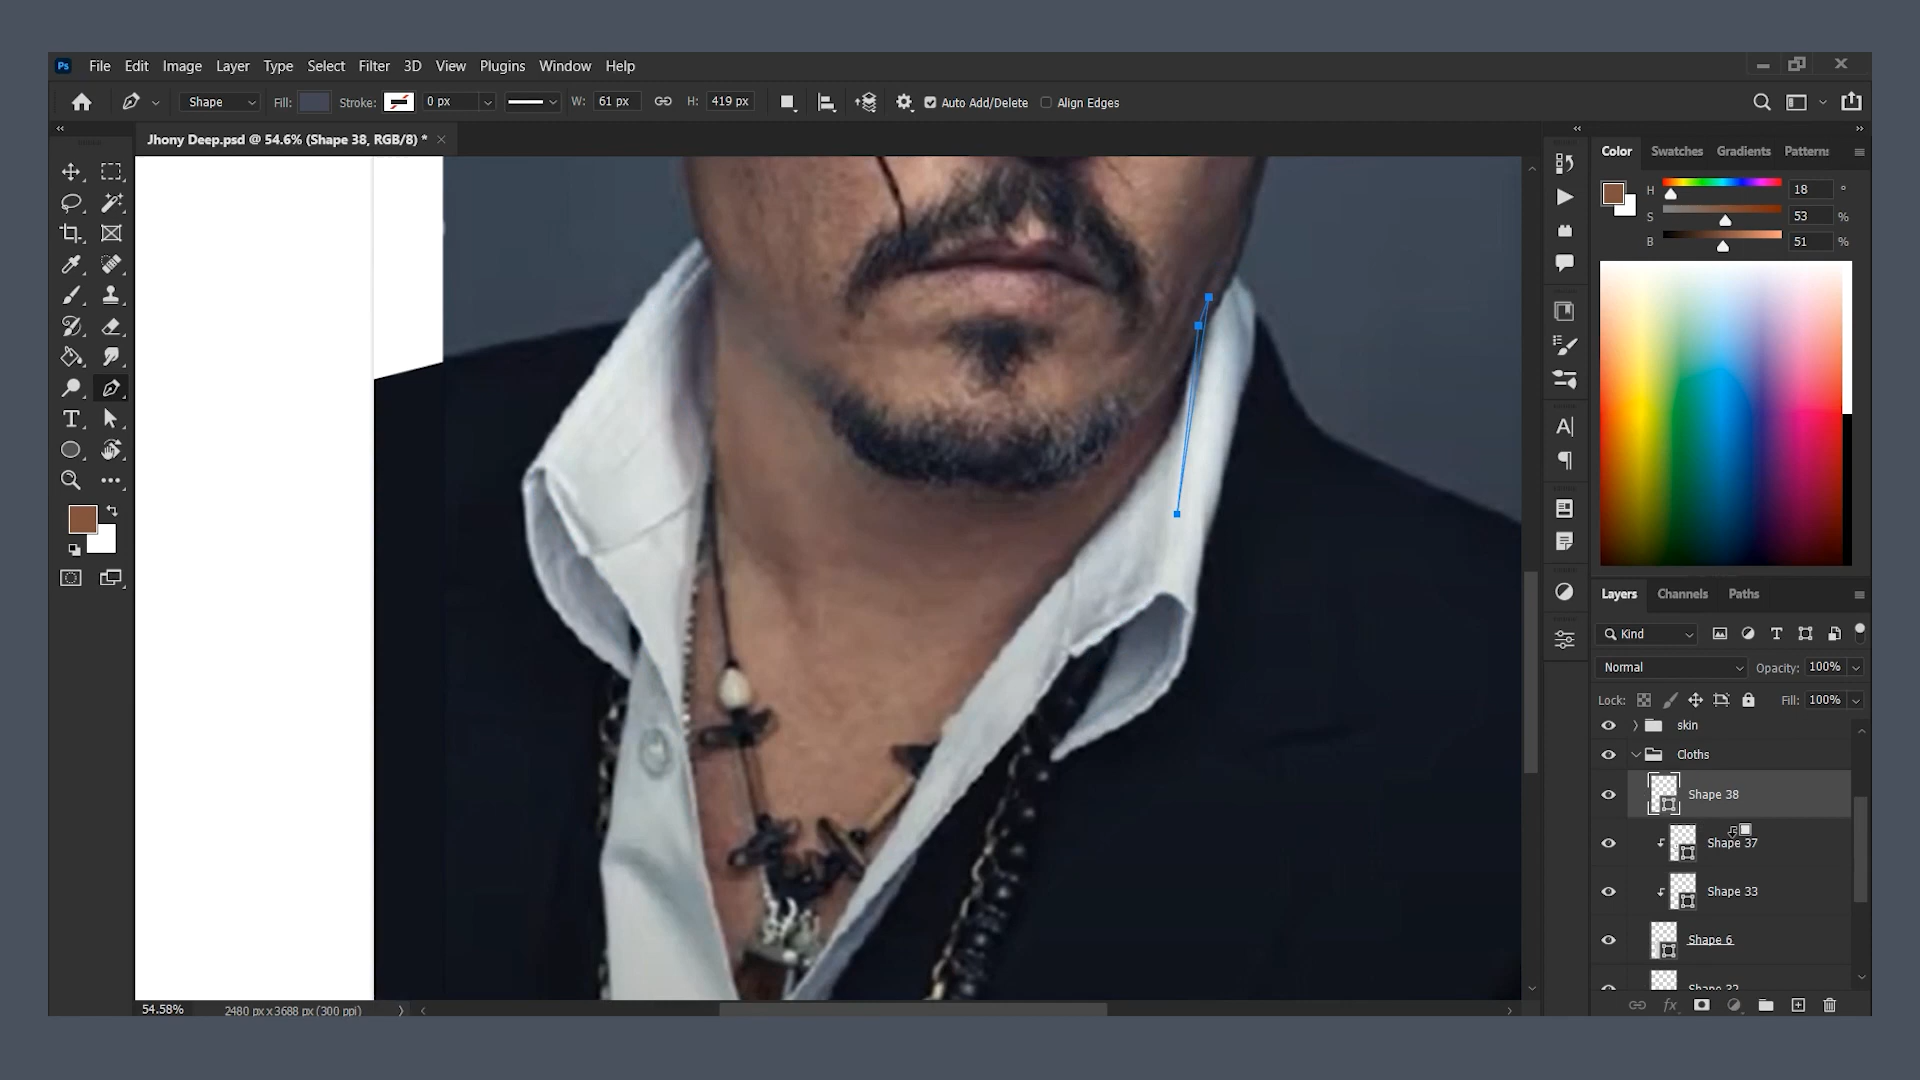 Ps File Edit Image Layer Type Select Filter 3D View Plugins Window Help
Shape Fill: Stroke: 0 px W: 61 px H: 419 px Auto Add/Delete Align Edges
Jhony Deep.psd @ 54.6% (Shape 38, RGB/8) *
Color Swatches Gradients Patterns
H 18 °
S 53 %
B 51 %
Layers Channels Paths
Kind
Normal Opacity: 100%
Lock: Fill: 100%
skin
Cloths
Shape 38
Shape 37
Shape 33
Shape 6
Shape 32
54.58% 2480 px x 3688 px (300 ppi)